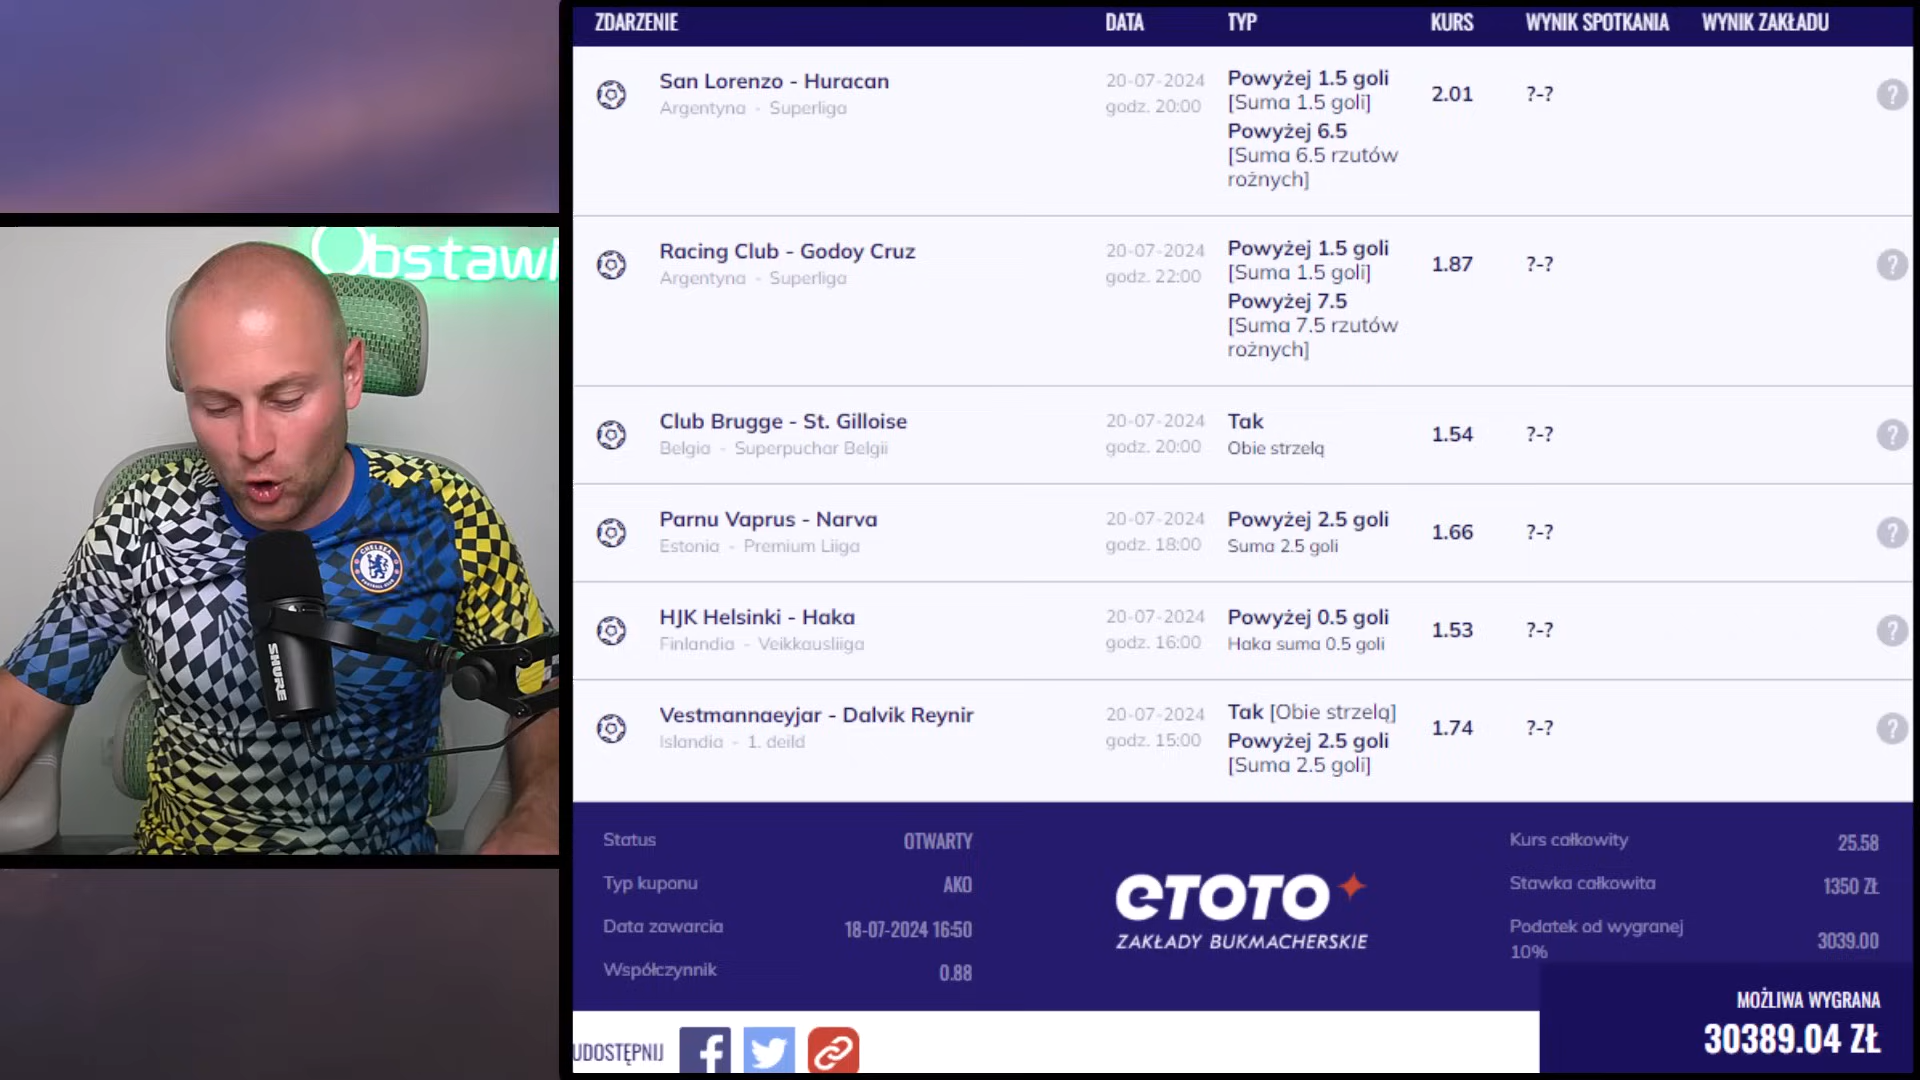 Obstawi
CHELSEA
FOOTBALL CLUB
SHURE
ZDARZENIE DATA TYP KURS WYNIK SPOTKANIA WYNIK ZAKŁADU
San Lorenzo - Huracan 20-07-2024 Powyżej 1.5 goli 2.01 ?-? ?
Argentyna - Superliga godz. 20:00 [Suma 1.5 goli]
Powyżej 6.5
[Suma 6.5 rzutów
rożnych]
Racing Club - Godoy Cruz 20-07-2024 Powyżej 1.5 goli 1.87 ?-? ?
Argentyna - Superliga godz. 22:00 [Suma 1.5 goli]
Powyżej 7.5
[Suma 7.5 rzutów
rożnych]
Club Brugge - St. Gilloise 20-07-2024 Tak 1.54 ?-? ?
Belgia - Superpuchar Belgii godz. 20:00 Obie strzelą
Parnu Vaprus - Narva 20-07-2024 Powyżej 2.5 goli 1.66 ?-? ?
Estonia - Premium Liiga godz. 18:00 Suma 2.5 goli
HJK Helsinki - Haka 20-07-2024 Powyżej 0.5 goli 1.53 ?-? ?
Finlandia - Veikkausliiga godz. 16:00 Haka suma 0.5 goli
Vestmannaeyjar - Dalvik Reynir 20-07-2024 Tak [Obie strzelą] 1.74 ?-? ?
Islandia - 1. deild godz. 15:00 Powyżej 2.5 goli
[Suma 2.5 goli]
Status OTWARTY
Typ kuponu AKO
Data zawarcia 18-07-2024 16:50
Współczynnik 0.88
eTOTO
ZAKŁADY BUKMACHERSKIE
Kurs całkowity 25.58
Stawka całkowita 1350 ZŁ
Podatek od wygranej
10% 3039.00
MOŻLIWA WYGRANA
30389.04 ZŁ
UDOSTĘPNIJ